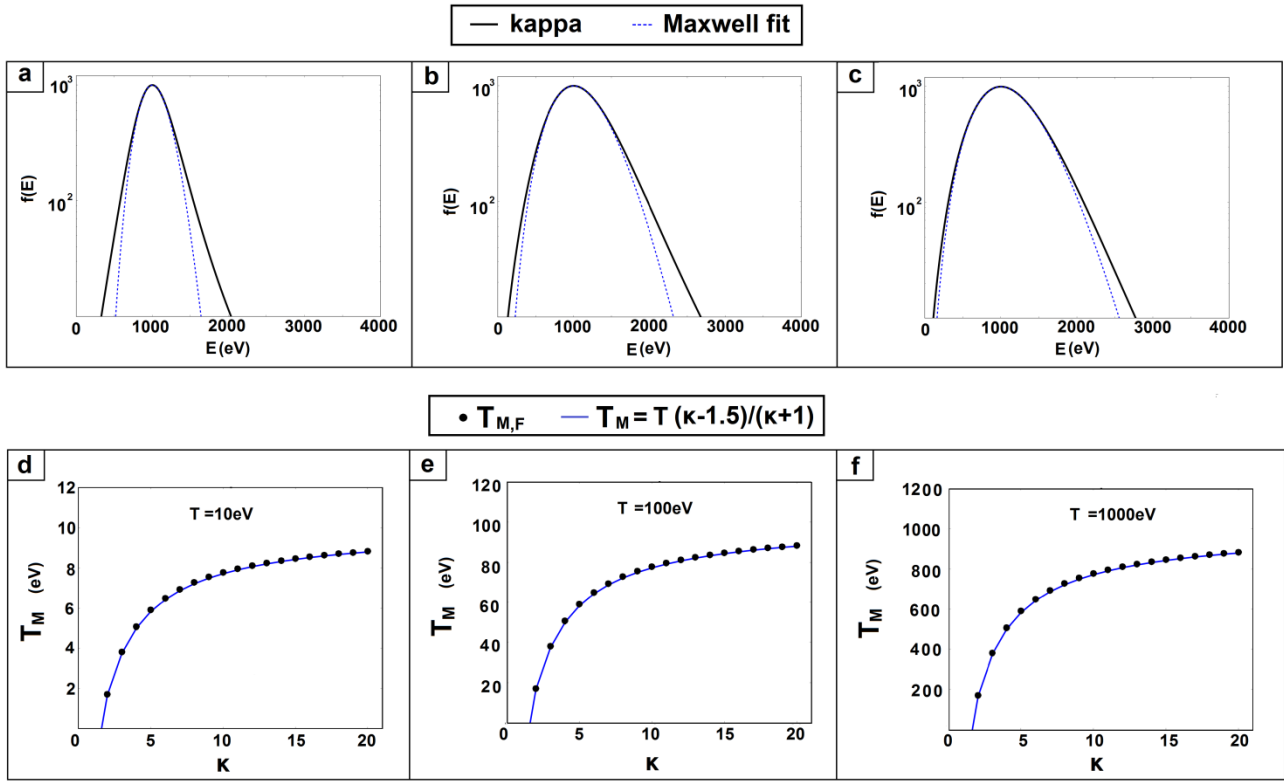 kappa Maxwell fit
a b c
10³ 10³ 10³
f(E) f(E) f(E)
10² 10² 10²
0 1000 2000 3000 4000 0 1000 2000 3000 4000 0 1000 2000 3000 4000
E (eV) E (eV) E (eV)
T_M,F T_M = T (κ-1.5)/(κ+1)
d e f
12 120 1200
T =10eV T =100eV T =1000eV
10 100 1000
8 80 800
T_M (eV) T_M (eV) T_M (eV)
6 60 600
4 40 400
2 20 200
0 5 10 15 20 0 5 10 15 20 0 5 10 15 20
κ κ κ